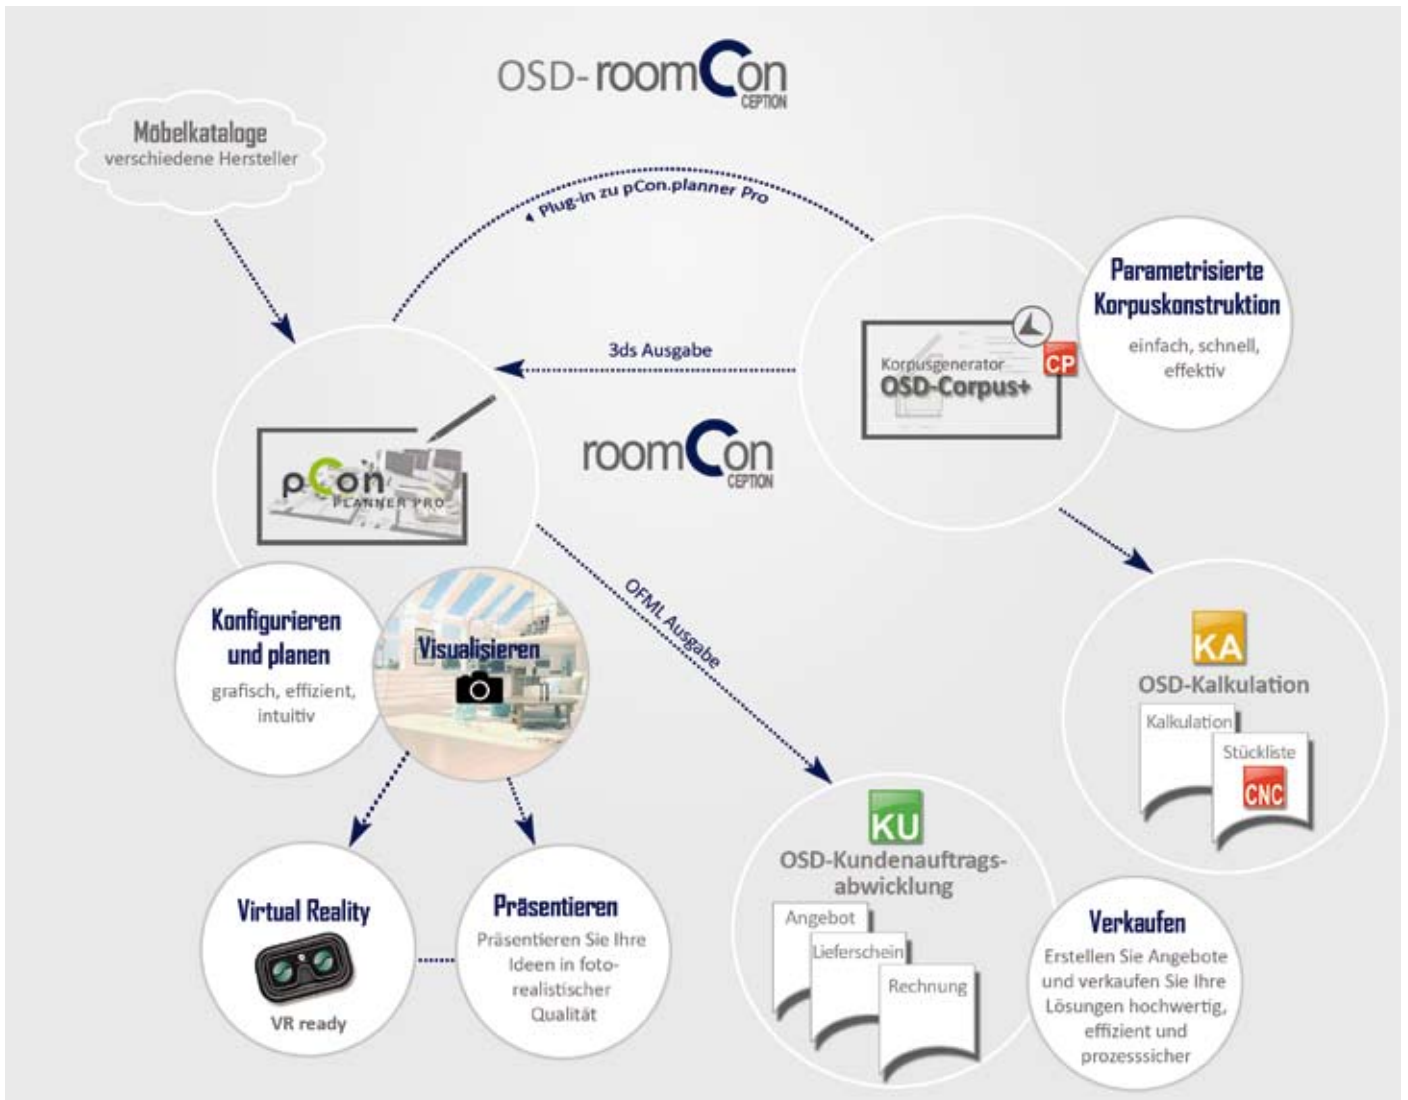 OSD-roomCon
CEPTION
Möbelkataloge
verschiedene Hersteller
Plug-in zu pCon.planner Pro
Parametrisierte
Korpuskonstruktion
einfach, schnell,
effektiv
3ds Ausgabe
Korpusgenerator
OSD-Corpus+
CP
roomCon
CEPTION
pCon
PLANNER PRO
OFML Ausgabe
Konfigurieren
und planen
grafisch, effizient,
intuitiv
Visualisieren
KA
OSD-Kalkulation
Kalkulation
Stückliste
CNC
KU
OSD-Kundenauftrags-
abwicklung
Angebot
Lieferschein
Rechnung
Virtual Reality
VR ready
Präsentieren
Präsentieren Sie Ihre
Ideen in foto-
realistischer
Qualität
Verkaufen
Erstellen Sie Angebote
und verkaufen Sie Ihre
Lösungen hochwertig,
effizient und
prozesssicher